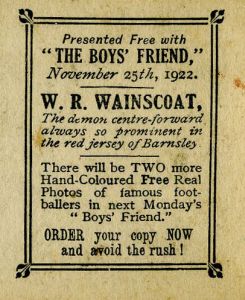 Presented Free with
"THE BOYS' FRIEND,"
November 25th, 1922.
W. R. WAINSCOAT,
The demon centre-forward
always so prominent in
the red jersey of Barnsley
There will be TWO more
Hand-Coloured Free Real
Photos of famous foot-
ballers in next Monday's
"Boys' Friend."
ORDER your copy NOW
and avoid the rush!